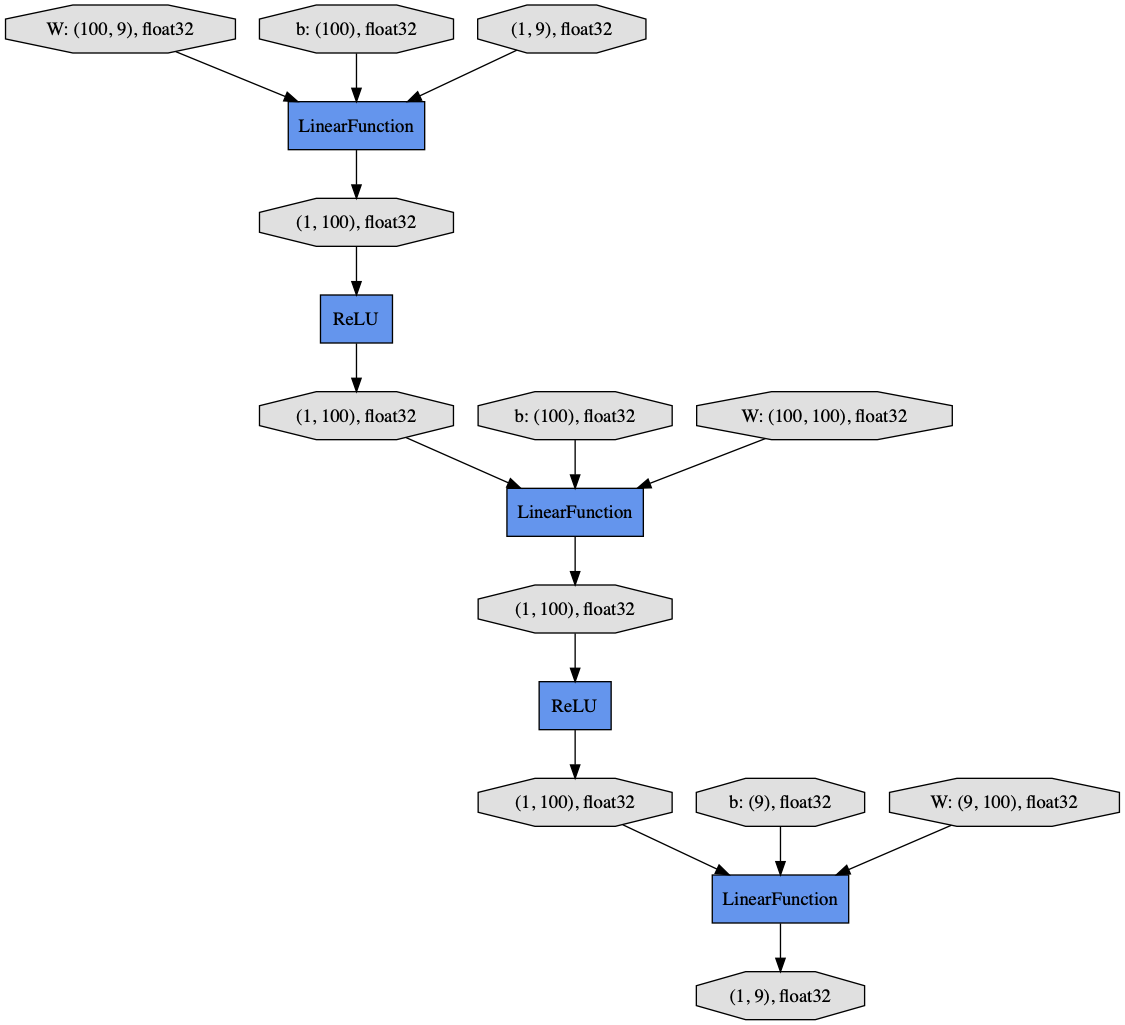 W: (100, 9), float32
b: (100), float32
(1, 9), float32
LinearFunction
(1, 100), float32
ReLU
(1, 100), float32
b: (100), float32
W: (100, 100), float32
LinearFunction
(1, 100), float32
ReLU
(1, 100), float32
b: (9), float32
W: (9, 100), float32
LinearFunction
(1, 9), float32